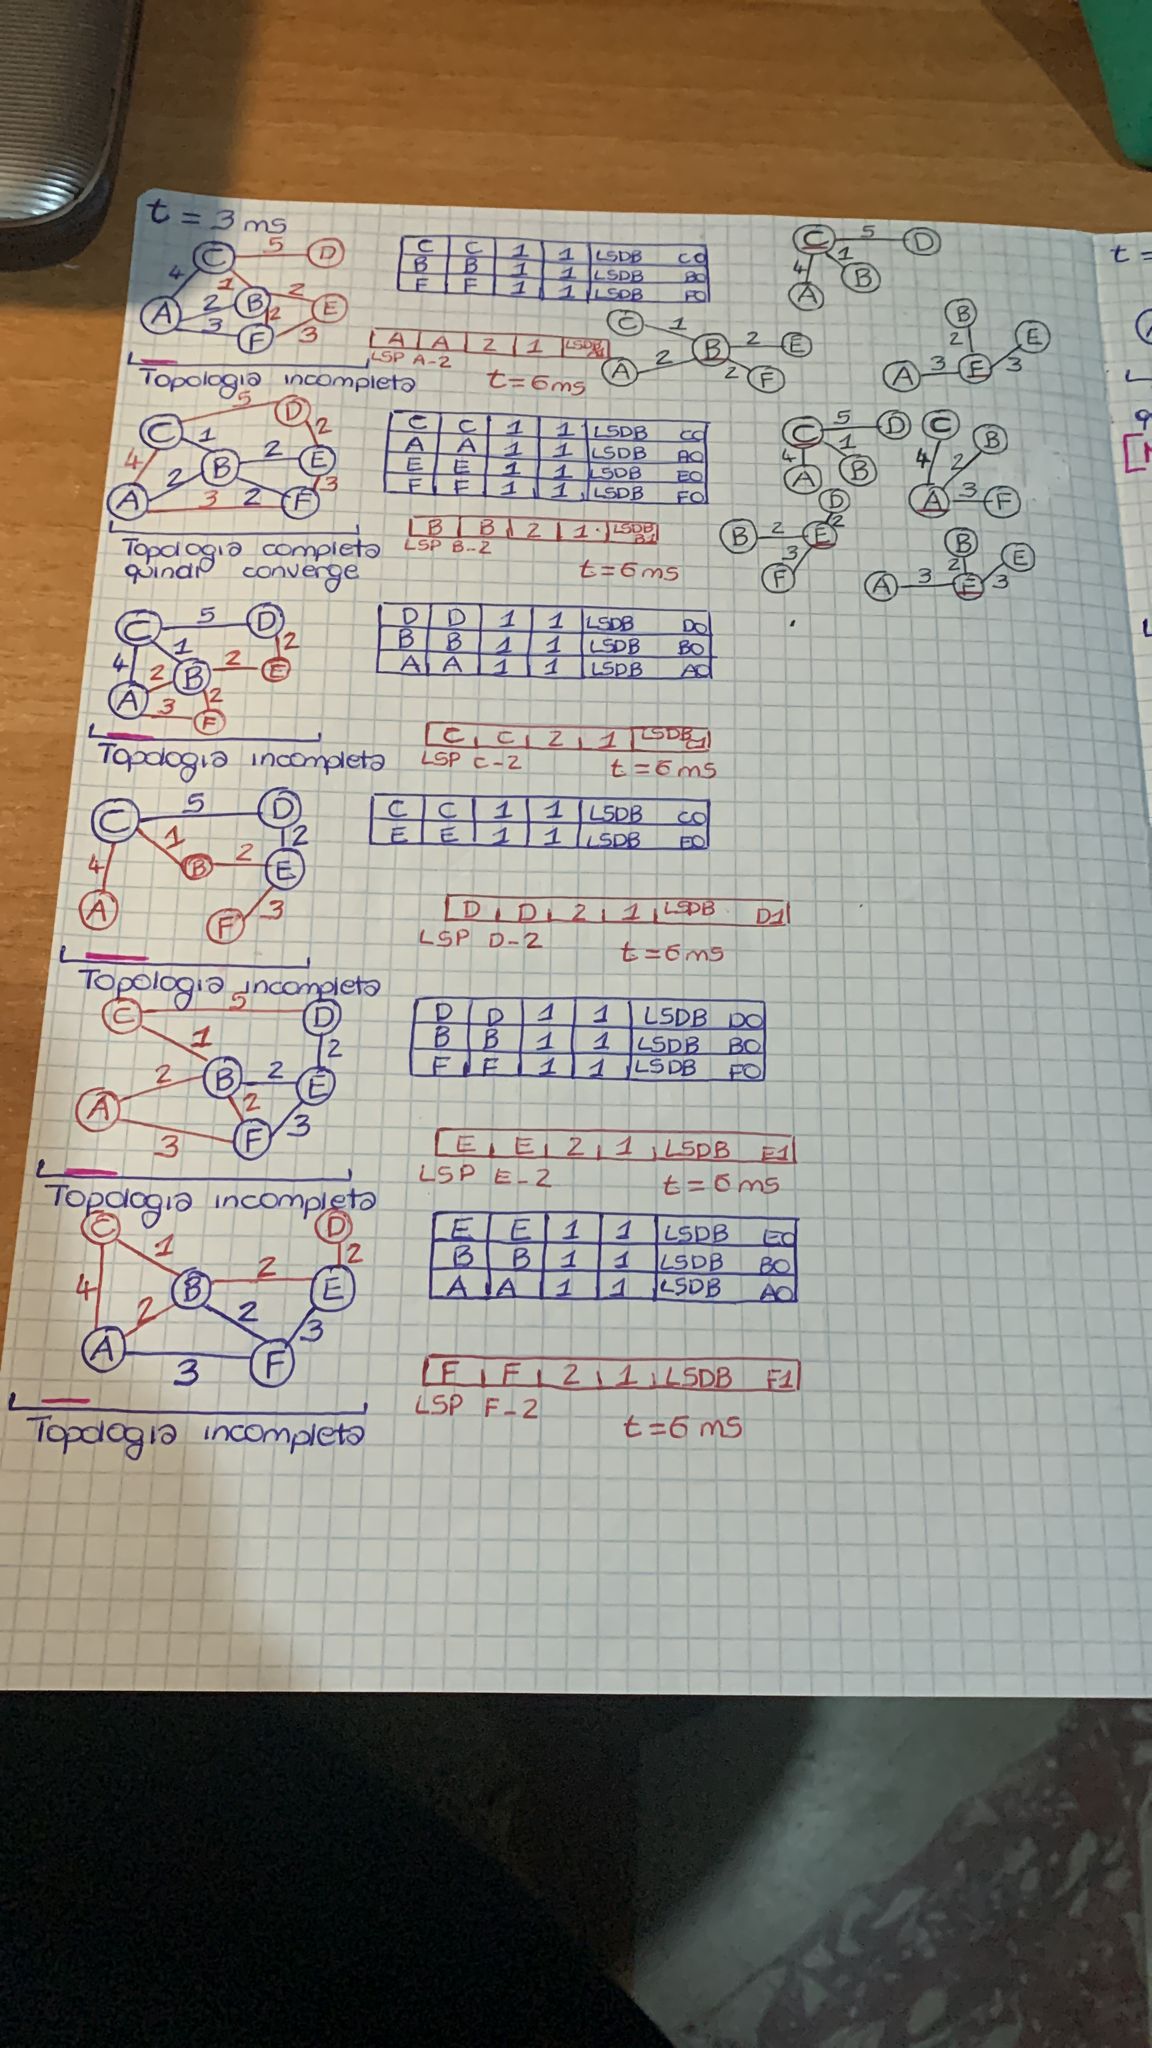 t = 3 ms
C 5 D
4 1 2
A 2 B 2 E
3 F 3
Topologia incompleta
C C 1 1 LSDB C0
B B 1 1 LSDB B0
F F 1 1 LSDB F0
A A 2 1 LSDB A1
LSP A-2 t=6ms
C 5 D
4 1
A B
C 1 B 2 E
A 2 2 F
B 2 E
A 3 E 3
C 5 D 2
4 1 B 2 E
A 2 2 F 3
3
Topologia completa
quindi converge
C C 1 1 LSDB C0
A A 1 1 LSDB A0
E E 1 1 LSDB E0
F F 1 1 LSDB F0
B B 2 1 LSDB B1
LSP B-2 t=6ms
C 5 D
4 1
A B
C B
4 2
A 3 F
D
B 2 E 2
3
F
B E
2
A 3 E 3
C 5 D
4 1 2
A 2 B 2 E
3 2 F
Topologia incompleta
D D 1 1 LSDB D0
B B 1 1 LSDB B0
A A 1 1 LSDB A0
C C 2 1 LSDB C1
LSP C-2 t=6ms
C 5 D
4 1 B 2 E 2
A F 3
Topologia incompleta
C C 1 1 LSDB C0
E E 1 1 LSDB E0
D D 2 1 LSDB D1
LSP D-2 t=6ms
C 5 D
1 2
2 B 2 E
A 2
3 F 3
Topologia incompleta
D D 1 1 LSDB D0
B B 1 1 LSDB B0
F F 1 1 LSDB F0
E E 2 1 LSDB E1
LSP E-2 t=6ms
C D
1 2 2
4 B E
2 2 3
A 3 F
Topologia incompleta
E E 1 1 LSDB E0
B B 1 1 LSDB B0
A A 1 1 LSDB A0
F F 2 1 LSDB F1
LSP F-2 t=6ms
t =